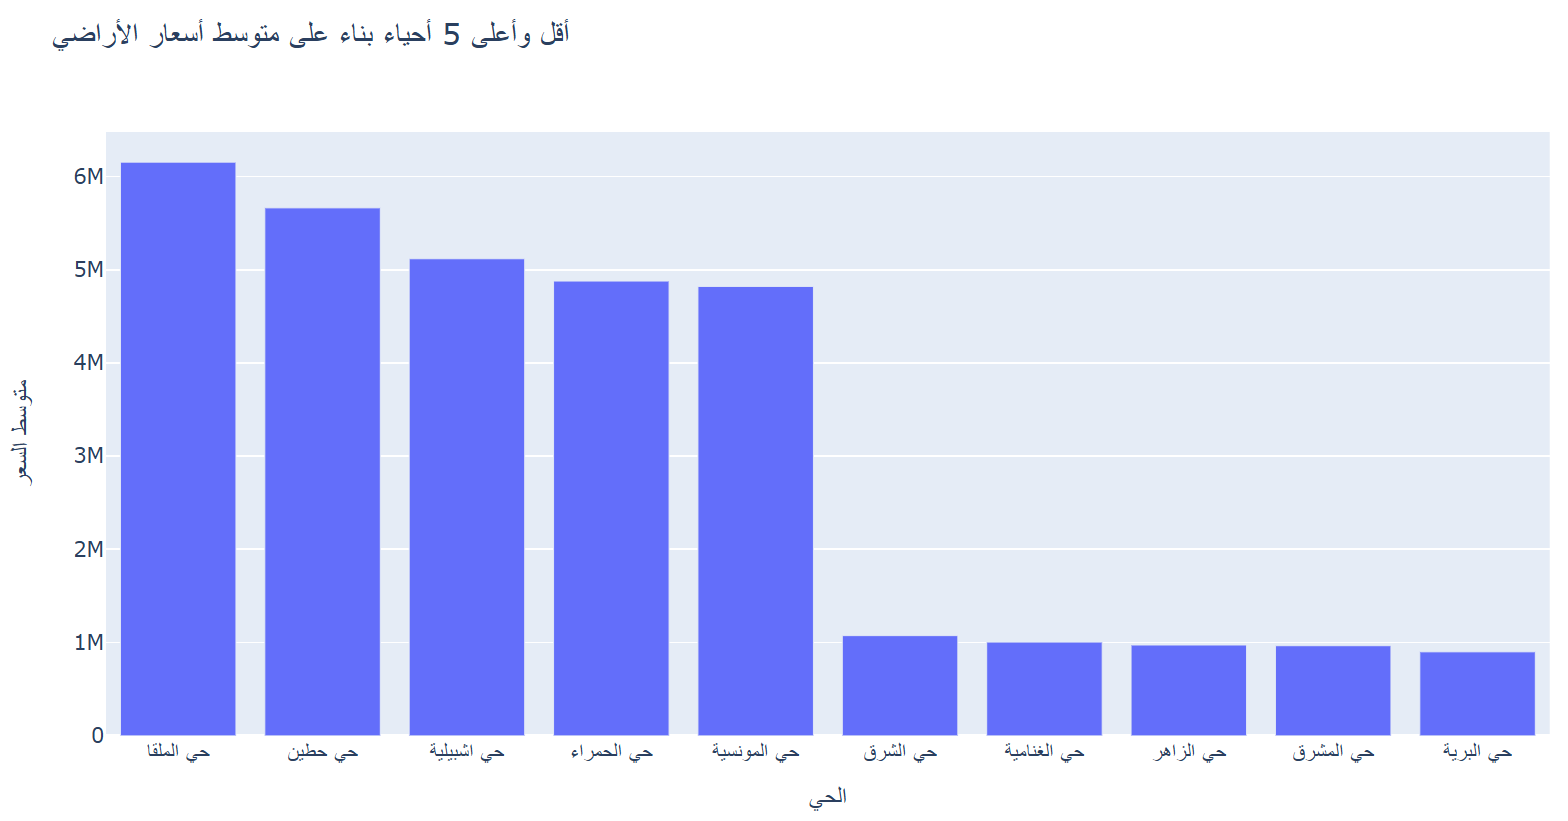 أقل وأعلى 5 أحياء بناء على متوسط أسعار الأراضي
متوسط السعر
6M
5M
4M
3M
2M
1M
0
حي الملقا
حي حطين
حي اشبيلية
حي الحمراء
حي المونسية
حي الشرق
حي الغنامية
حي الزاهر
حي المشرق
حي البرية
الحي